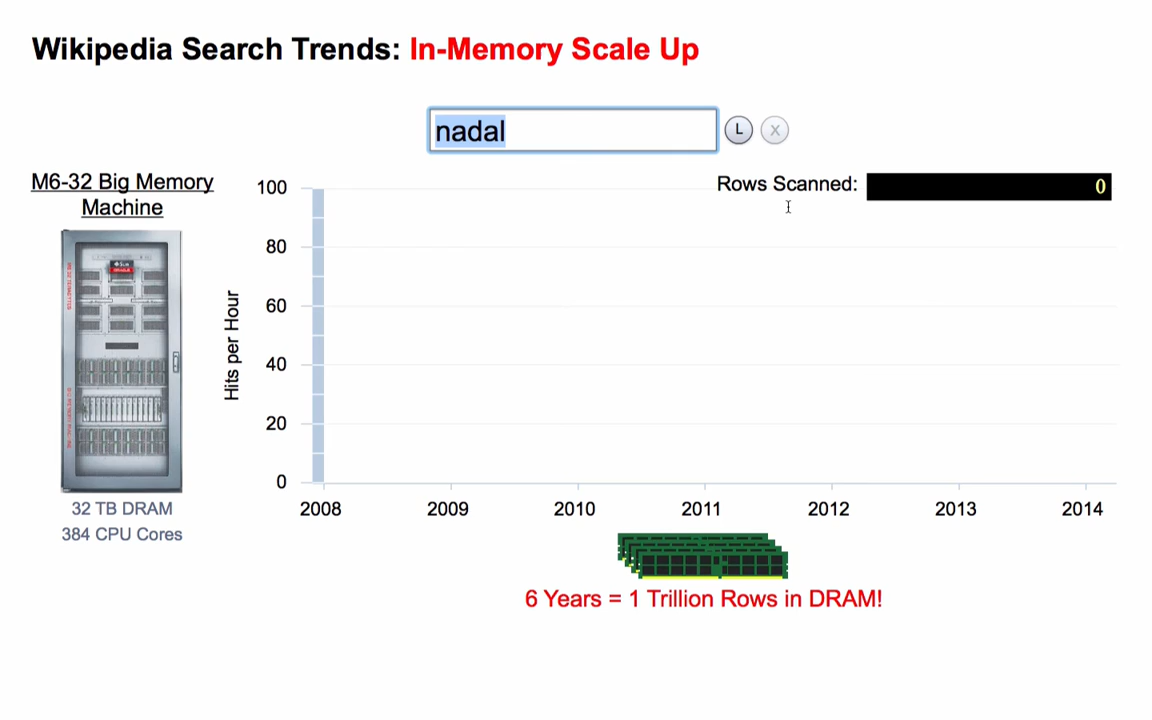 Wikipedia Search Trends: In-Memory Scale Up
nadal
L
X
M6-32 Big Memory
Machine
Rows Scanned:
0
100
80
60
40
20
0
Hits per Hour
2008
2009
2010
2011
2012
2013
2014
32 TB DRAM
384 CPU Cores
6 Years = 1 Trillion Rows in DRAM!